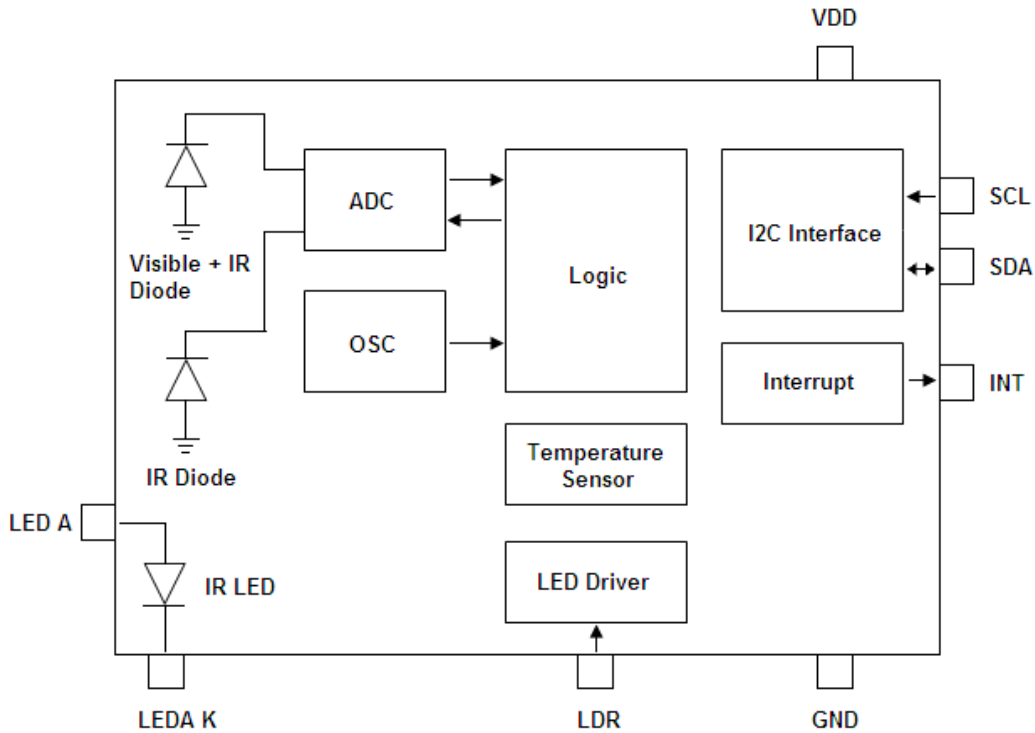 VDD
ADC
Logic
I2C Interface
SCL
SDA
Visible + IR
Diode
OSC
Interrupt
INT
IR Diode
Temperature
Sensor
LED A
IR LED
LED Driver
LEDA K
LDR
GND